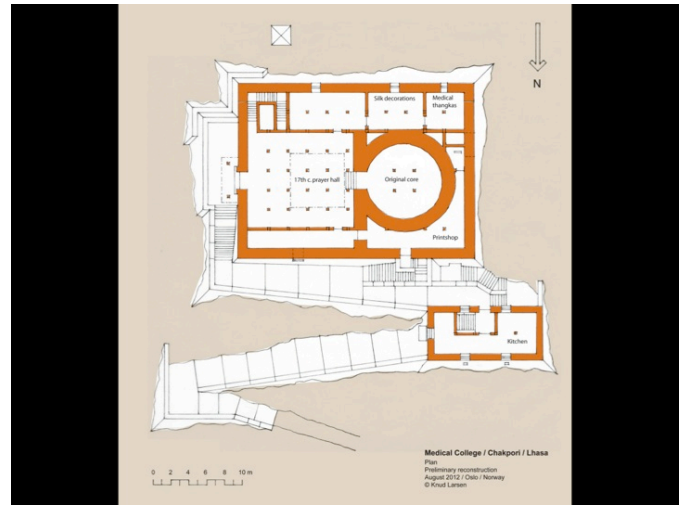 N
Silk decorations
Medical
thangkas
17th c. prayer hall
Original core
Printshop
Kitchen
Medical College / Chakpori / Lhasa
Plan
Preliminary reconstruction
August 2012 / Oslo / Norway
© Knud Larsen
0 2 4 6 8 10 m